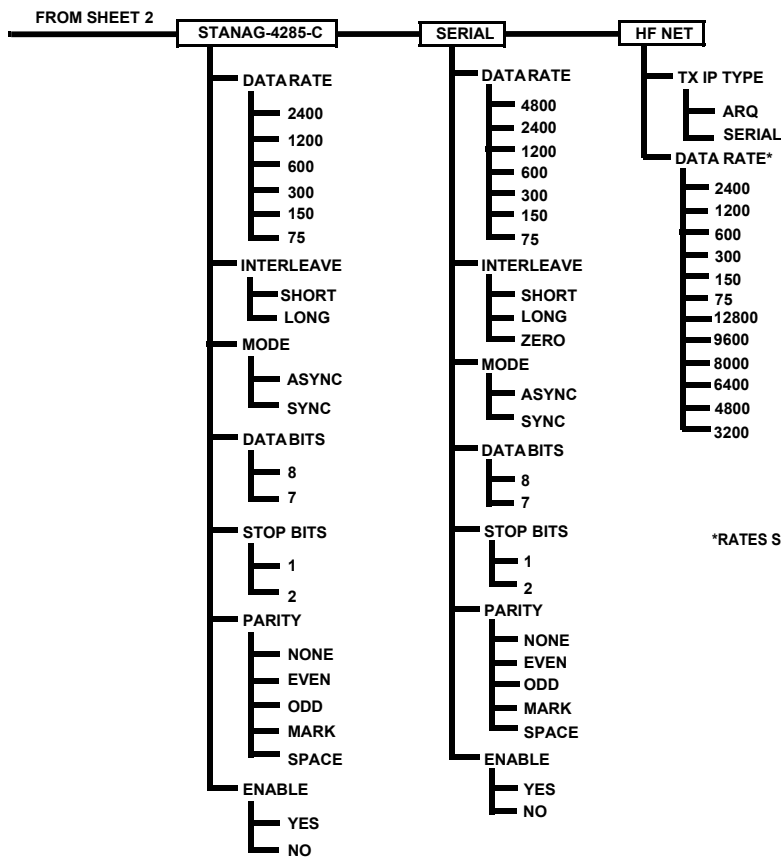 FROM SHEET 2
STANAG-4285-C
DATA RATE
2400
1200
600
300
150
75
INTERLEAVE
SHORT
LONG
MODE
ASYNC
SYNC
DATA BITS
8
7
STOP BITS
1
2
PARITY
NONE
EVEN
ODD
MARK
SPACE
ENABLE
YES
NO
SERIAL
DATA RATE
4800
2400
1200
600
300
150
75
INTERLEAVE
SHORT
LONG
ZERO
MODE
ASYNC
SYNC
DATA BITS
8
7
STOP BITS
1
2
PARITY
NONE
EVEN
ODD
MARK
SPACE
ENABLE
YES
NO
HF NET
TX IP TYPE
ARQ
SERIAL
DATA RATE*
2400
1200
600
300
150
75
12800
9600
8000
6400
4800
3200
*RATES S